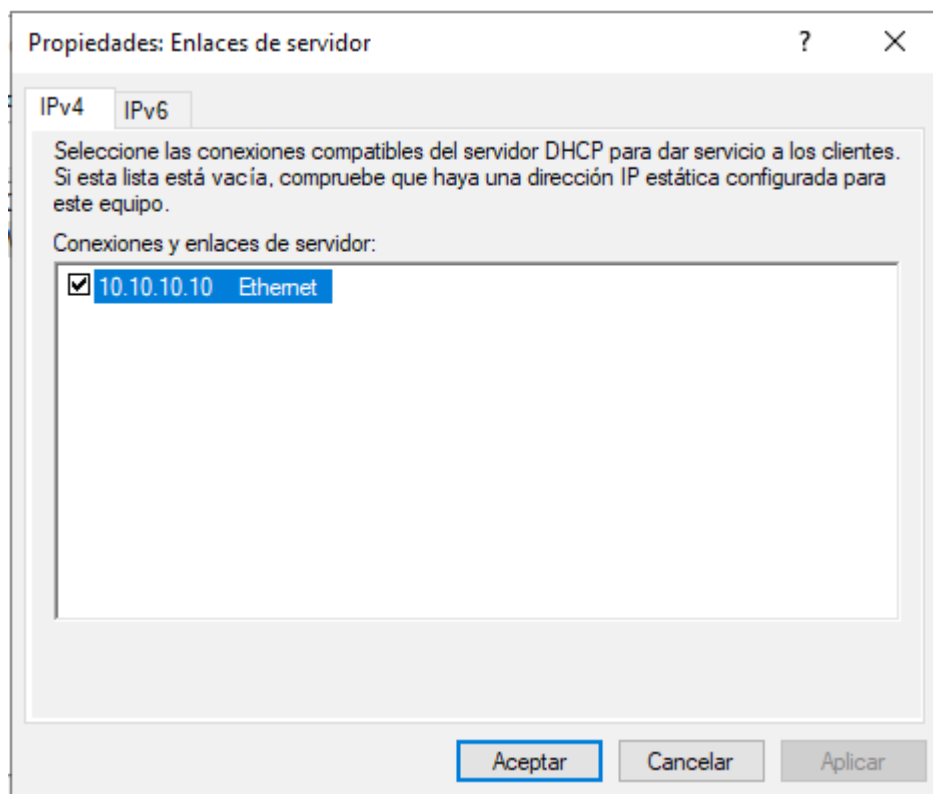 Propiedades: Enlaces de servidor
IPv4 IPv6
Seleccione las conexiones compatibles del servidor DHCP para dar servicio a los clientes.
Si esta lista está vacía, compruebe que haya una dirección IP estática configurada para
este equipo.
Conexiones y enlaces de servidor:
10.10.10.10 Ethernet
Aceptar Cancelar Aplicar